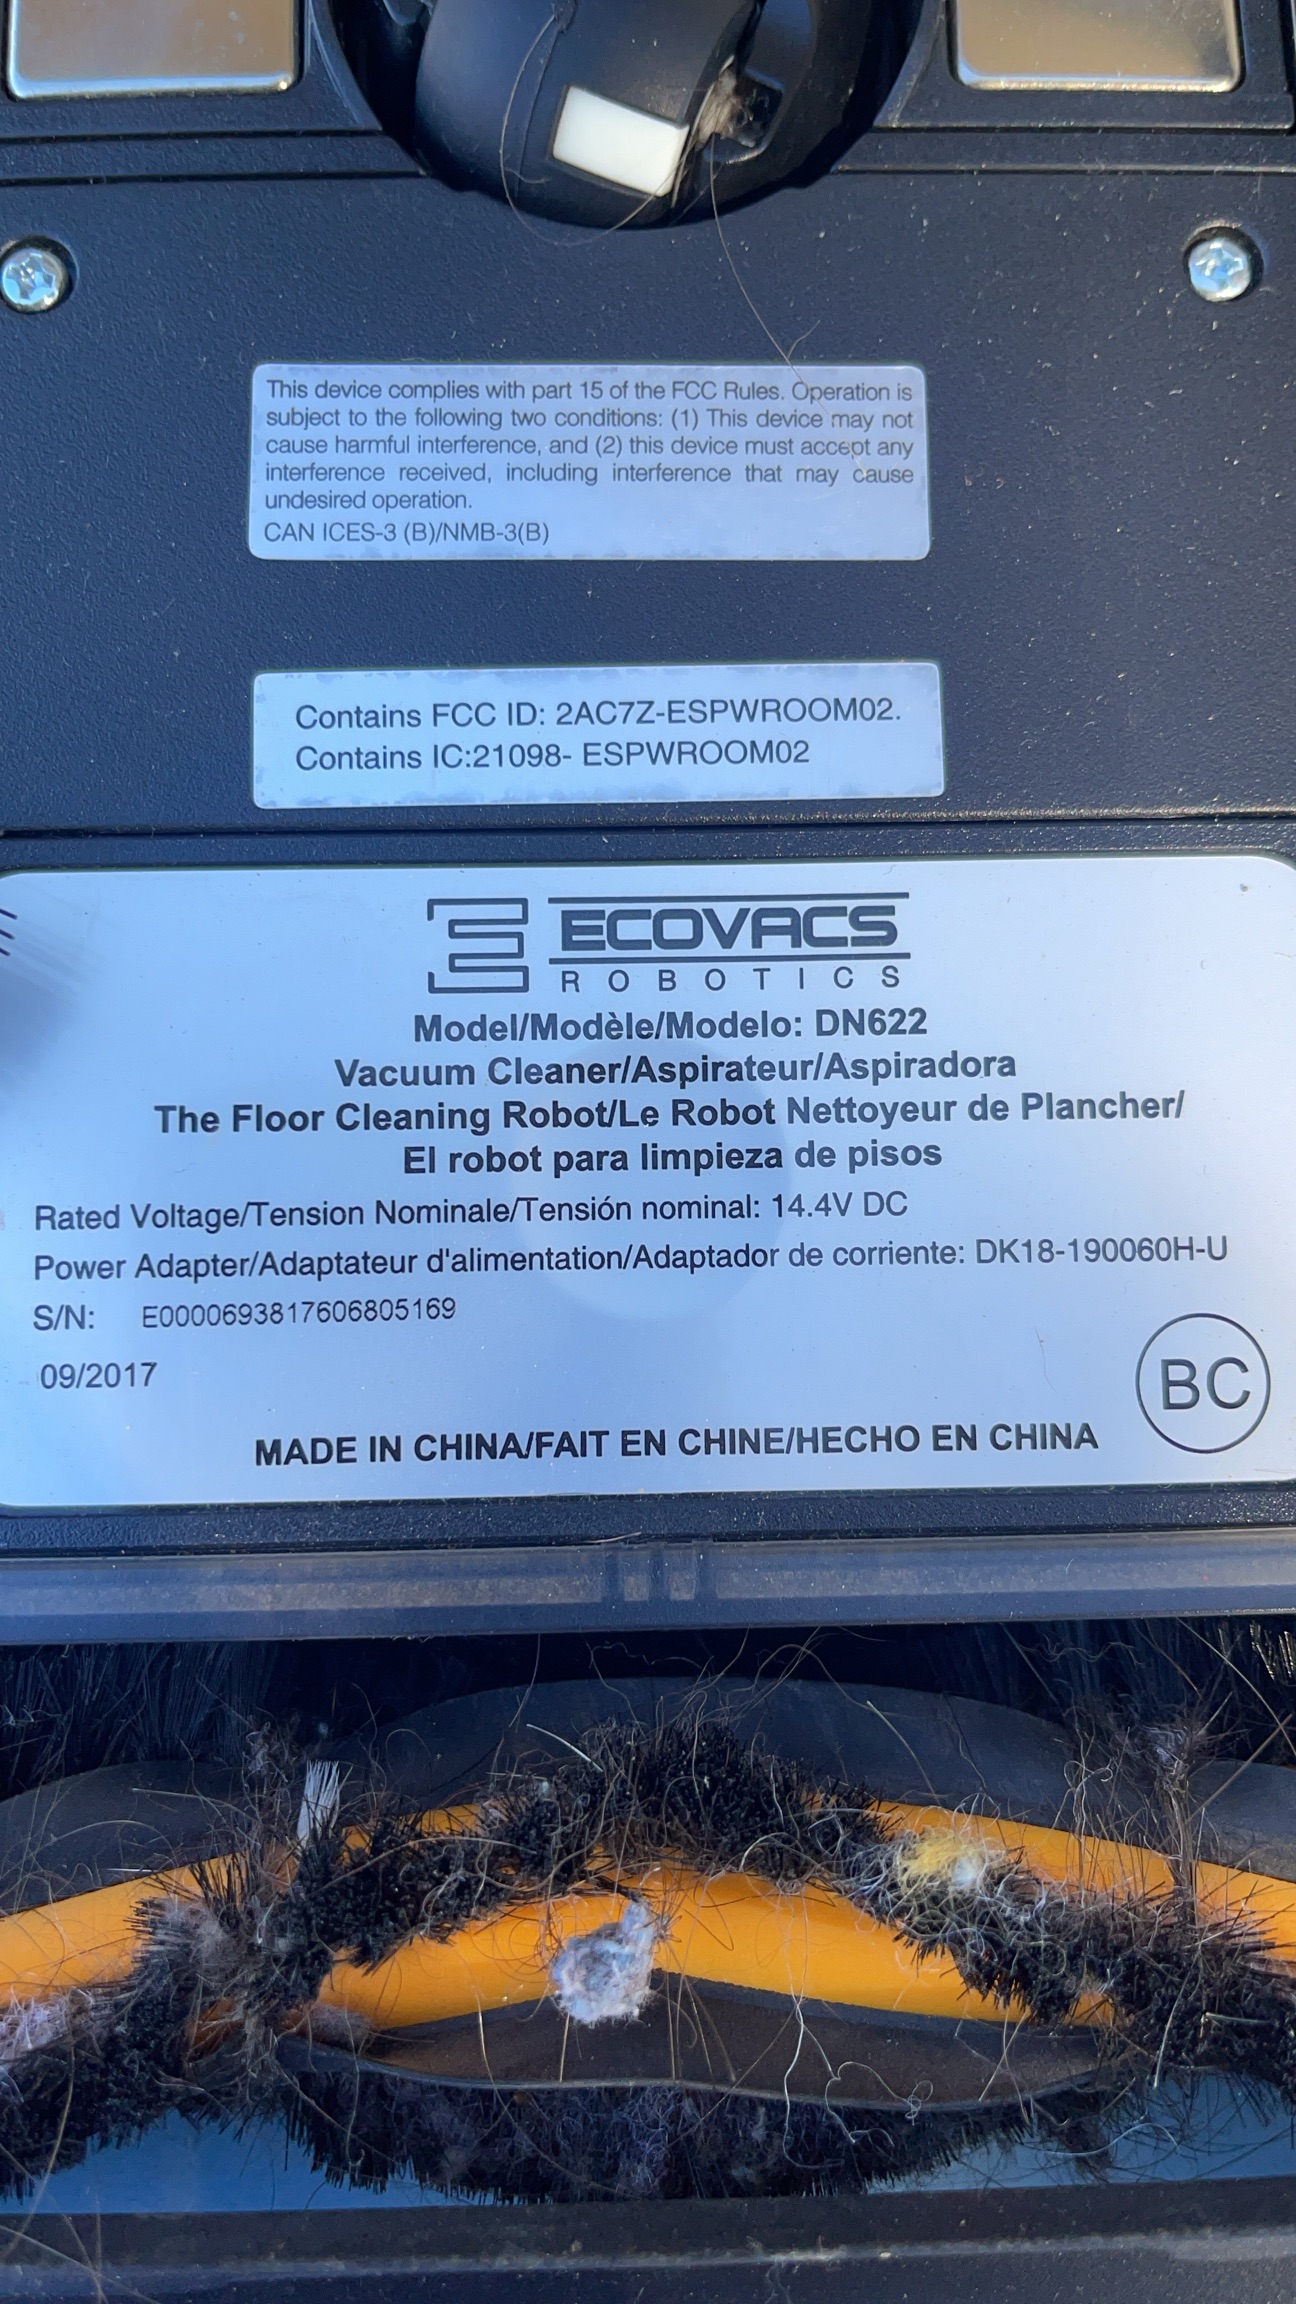 This device complies with part 15 of the FCC Rules. Operation is
subject to the following two conditions: (1) This device may not
cause harmful interference, and (2) this device must accept any
interference received, including interference that may cause
undesired operation.
CAN ICES-3 (B)/NMB-3(B)
Contains FCC ID: 2AC7Z-ESPWROOM02.
Contains IC:21098- ESPWROOM02
ECOVACS
ROBOTICS
Model/Modèle/Modelo: DN622
Vacuum Cleaner/Aspirateur/Aspiradora
The Floor Cleaning Robot/Le Robot Nettoyeur de Plancher/
El robot para limpieza de pisos
Rated Voltage/Tension Nominale/Tensión nominal: 14.4V DC
Power Adapter/Adaptateur d'alimentation/Adaptador de corriente: DK18-190060H-U
S/N: E0000693817606805169
09/2017
BC
MADE IN CHINA/FAIT EN CHINE/HECHO EN CHINA